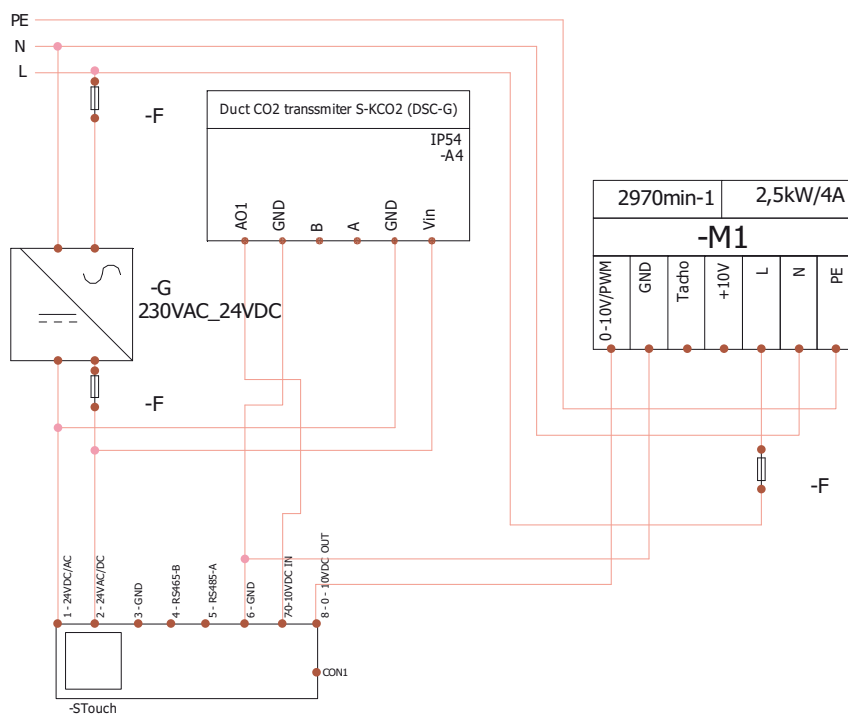 PE
N
L
-F
Duct CO2 transsmiter S-KCO2 (DSC-G)
IP54
-A4
AO1
GND
B
A
GND
Vin
2970min-1
2,5kW/4A
-M1
0-10V/PWM
GND
Tacho
+10V
L
N
PE
-G
230VAC_24VDC
-F
-F
1 - 24VDC/AC
2 - 24VAC/DC
3 - GND
4 - RS465-B
5 - RS485-A
6 - GND
7-0-10VDC IN
8 - 0 - 10VDC OUT
CON1
-STouch